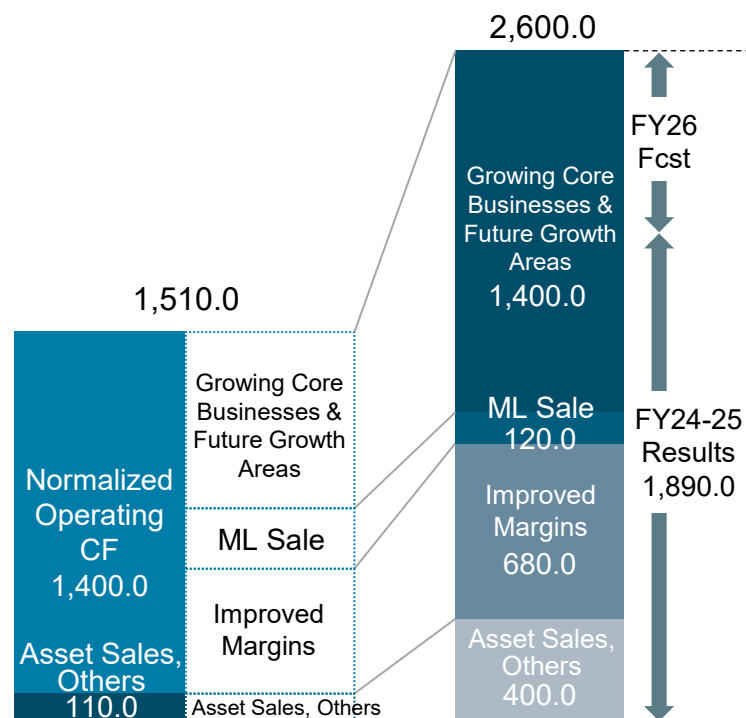 1,510.0
Normalized
Operating
CF
1,400.0
Asset Sales,
Others
110.0
Growing Core
Businesses &
Future Growth
Areas
ML Sale
Improved
Margins
Asset Sales, Others
2,600.0
Growing Core
Businesses &
Future Growth
Areas
1,400.0
ML Sale
120.0
Improved
Margins
680.0
Asset Sales,
Others
400.0
FY26
Fcst
FY24-25
Results
1,890.0